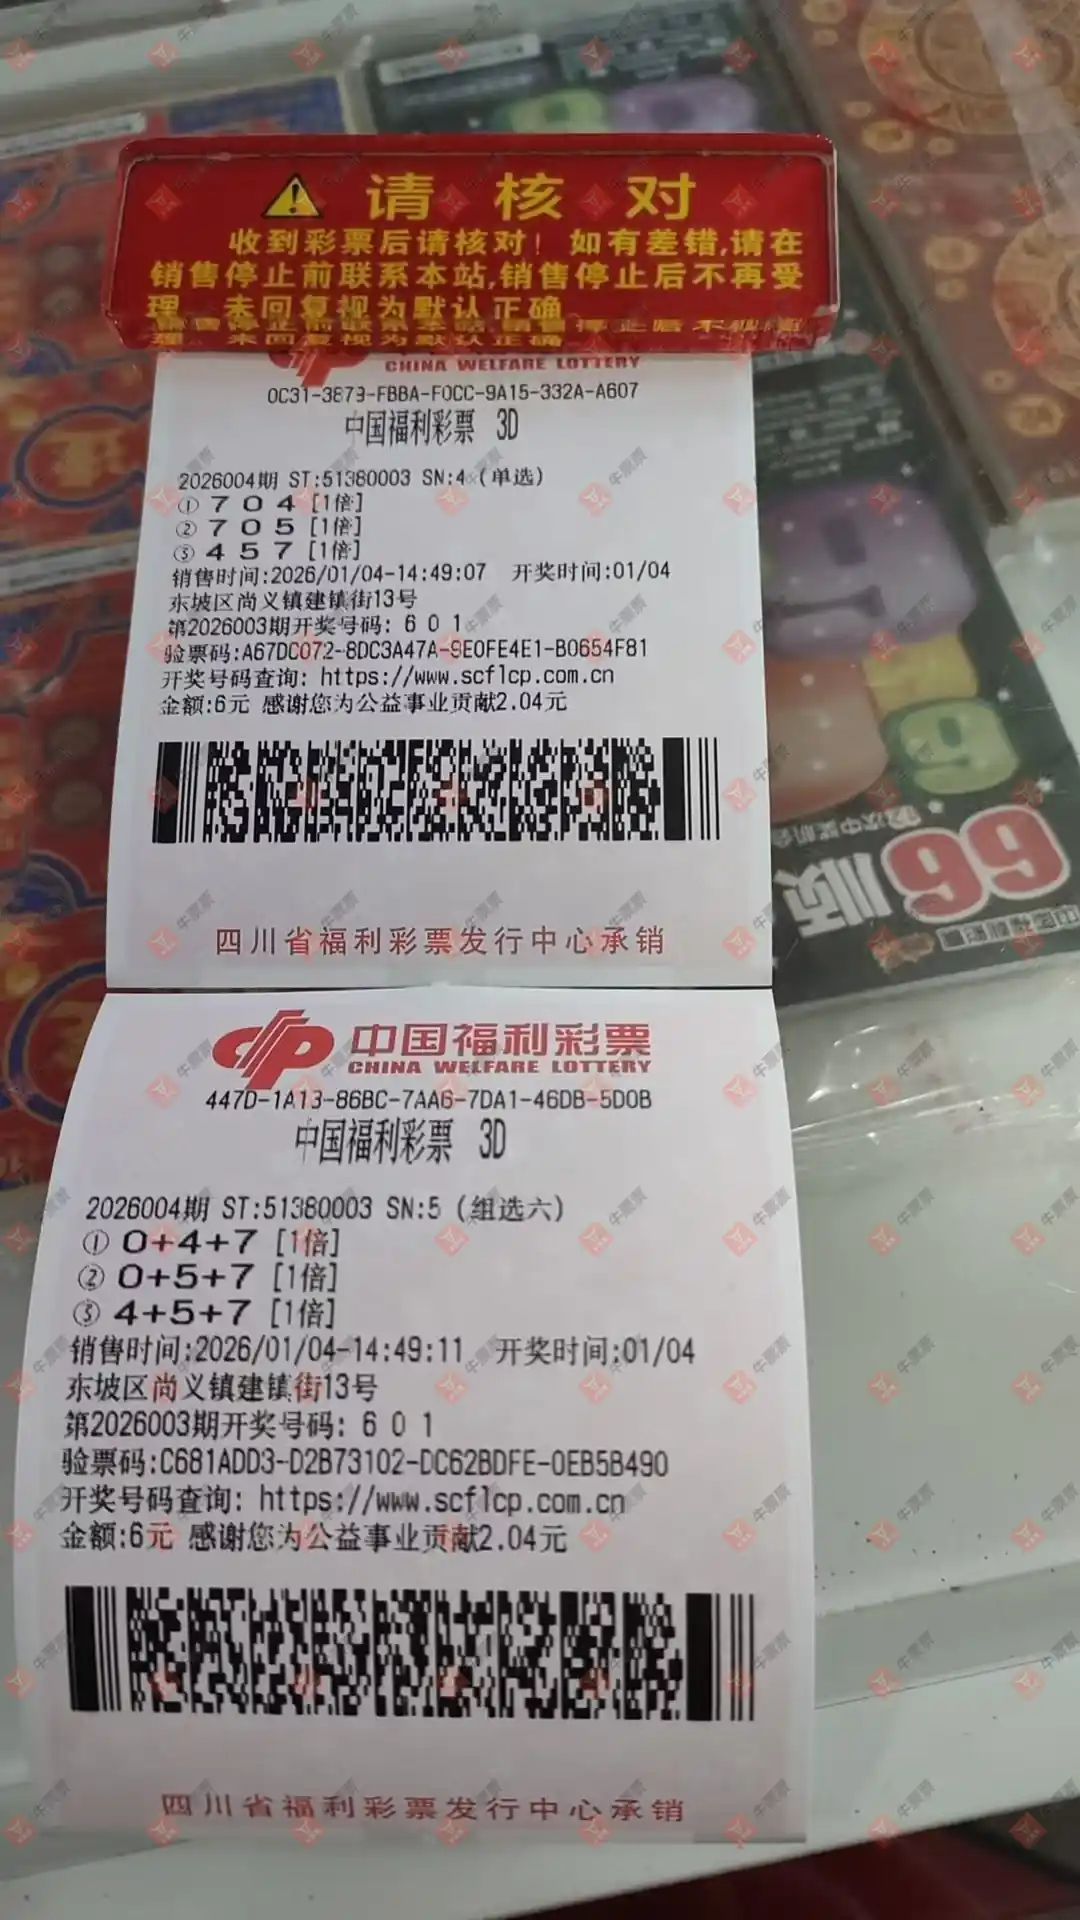 请核对
收到彩票后请核对！如有差错,请在
销售停止前联系本站,销售停止后不再受
理，未回复视为默认正确
CHINA WELFARE LOTTERY
0C31-3879-FBBA-F0CC-9A15-332A-A607
中国福利彩票 3D
2026004期 ST:51380003 SN:4 (单选)
① 7 0 4 [1倍]
② 7 0 5 [1倍]
③ 4 5 7 [1倍]
销售时间:2026/01/04-14:49:07 开奖时间:01/04
东坡区尚义镇建镇街13号
第2026003期开奖号码: 6 0 1
验票码:A67DC072-8DC3A47A-9E0FE4E1-B0654F81
开奖号码查询: https://www.scflcp.com.cn
金额:6元 感谢您为公益事业贡献2.04元
四川省福利彩票发行中心承销
中国福利彩票
CHINA WELFARE LOTTERY
447D-1A13-86BC-7AA6-7DA1-46DB-5D0B
中国福利彩票 3D
2026004期 ST:51380003 SN:5 (组选六)
① 0+4+7 [1倍]
② 0+5+7 [1倍]
③ 4+5+7 [1倍]
销售时间:2026/01/04-14:49:11 开奖时间:01/04
东坡区尚义镇建镇街13号
第2026003期开奖号码: 6 0 1
验票码:C681ADD3-D2B73102-DC62BDFE-0EB5B490
开奖号码查询: https://www.scflcp.com.cn
金额:6元 感谢您为公益事业贡献2.04元
四川省福利彩票发行中心承销
66顺
中国福利彩票
牛票票